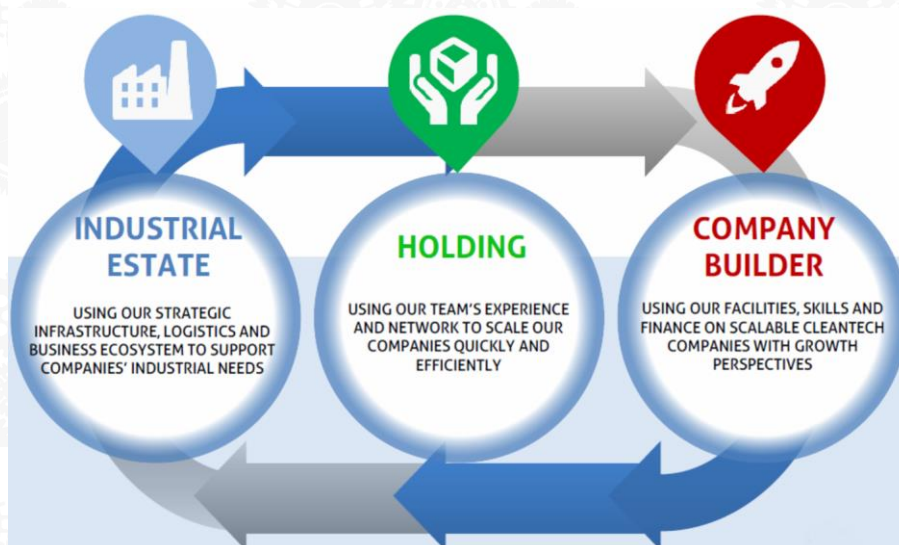 INDUSTRIAL
ESTATE
USING OUR STRATEGIC
INFRASTRUCTURE, LOGISTICS AND
BUSINESS ECOSYSTEM TO SUPPORT
COMPANIES' INDUSTRIAL NEEDS
HOLDING
USING OUR TEAM'S EXPERIENCE
AND NETWORK TO SCALE OUR
COMPANIES QUICKLY AND
EFFICIENTLY
COMPANY
BUILDER
USING OUR FACILITIES, SKILLS AND
FINANCE ON SCALABLE CLEANTECH
COMPANIES WITH GROWTH
PERSPECTIVES